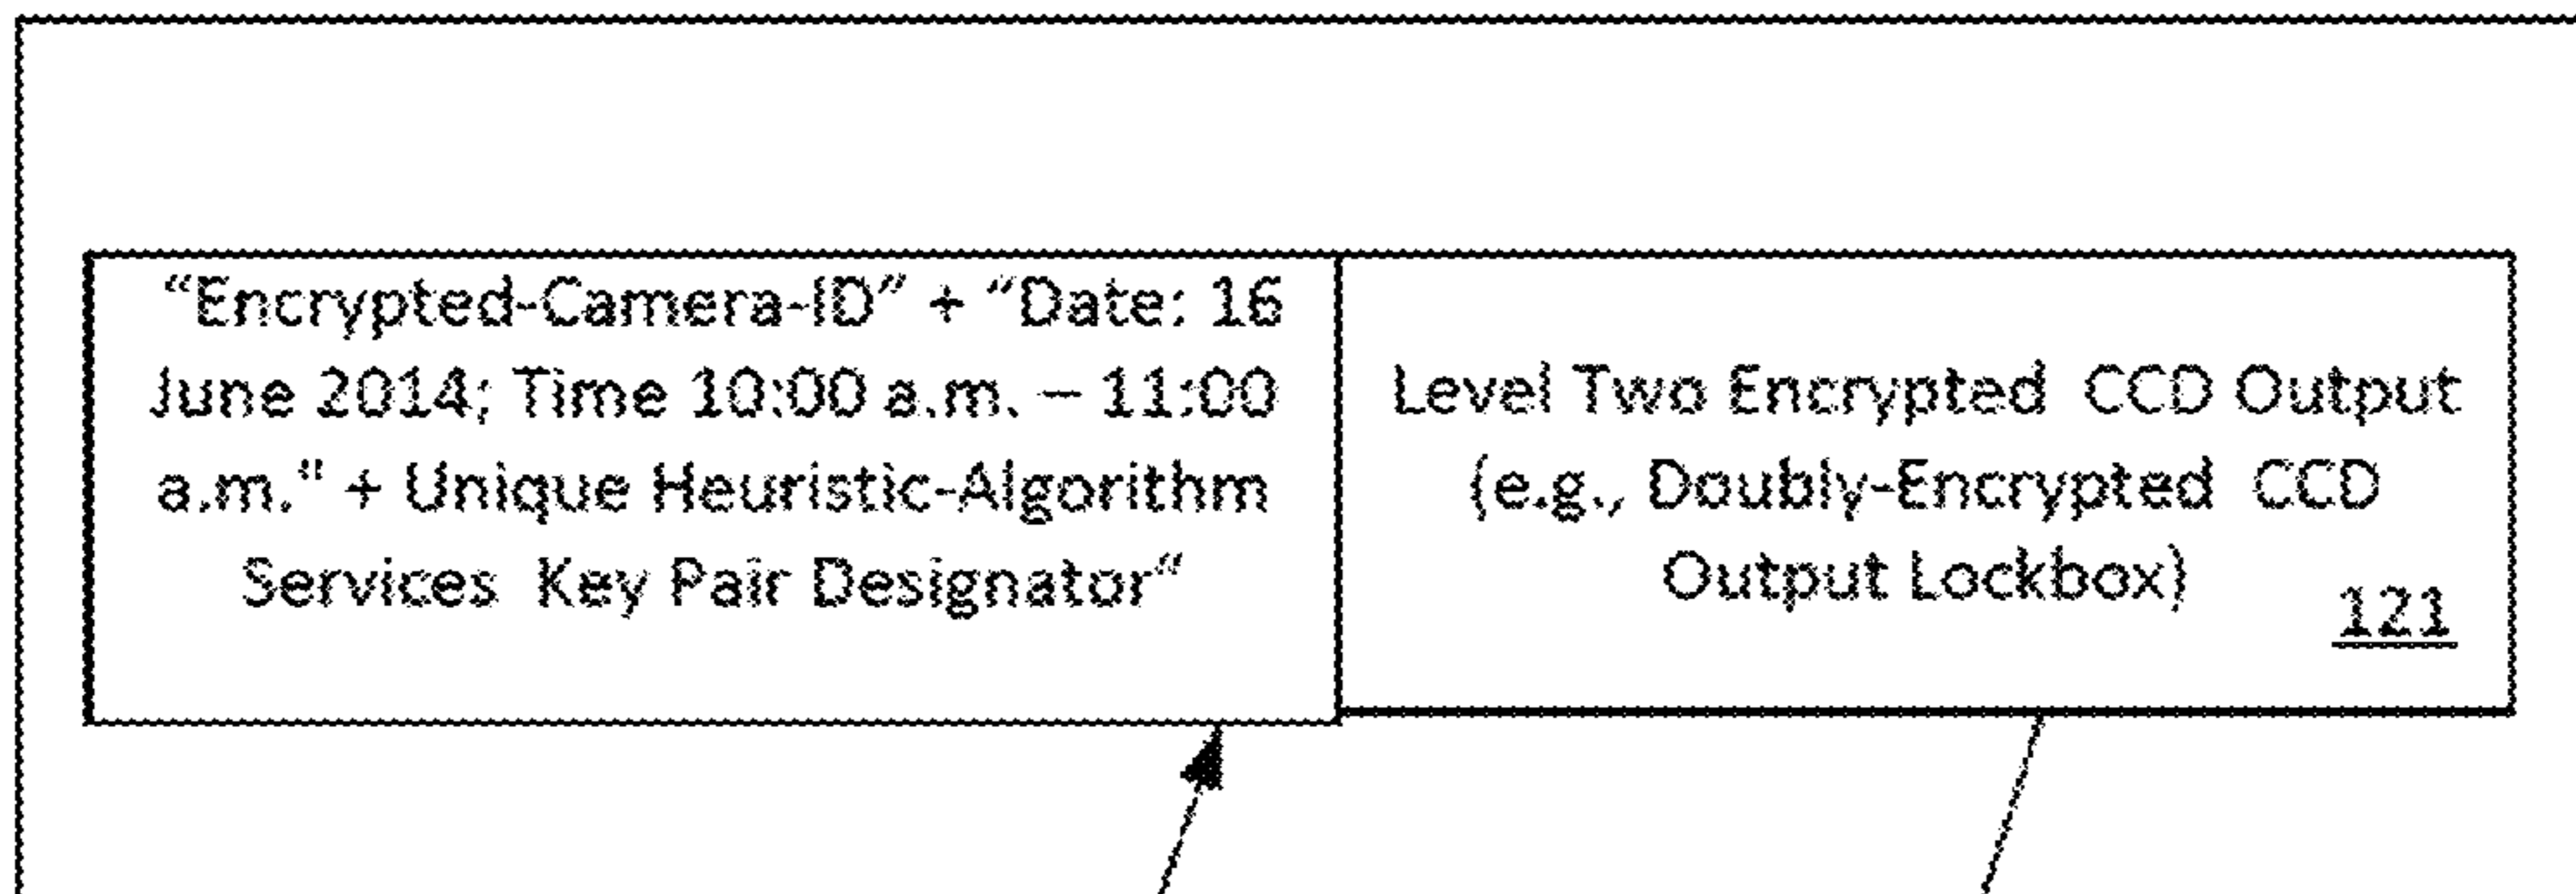 “Encrypted-Camera-ID” + “Date: 16
June 2014; Time 10:00 a.m. – 11:00
a.m." + Unique Heuristic-Algorithm
Services Key Pair Designator“
Level Two Encrypted CCD Output
(e.g., Doubly-Encrypted CCD
Output Lockbox)
121